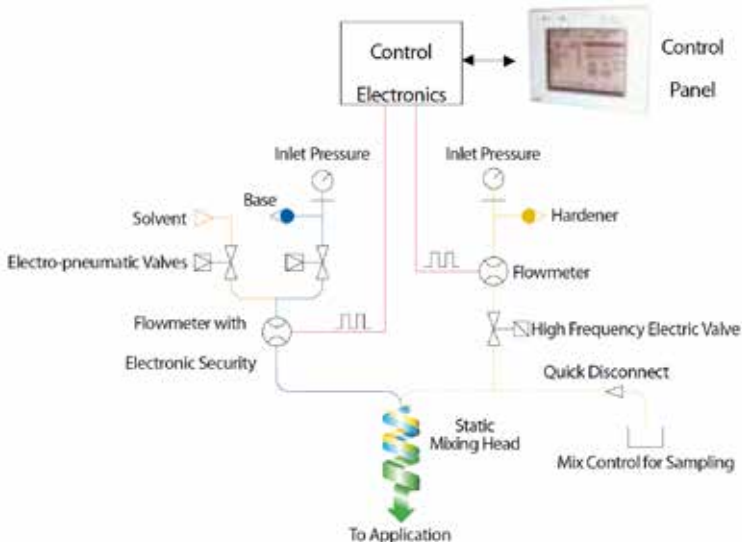 Control
Electronics
Control
Panel
Inlet Pressure
Inlet Pressure
Base
Solvent
Hardener
Electro-pneumatic Valves
Flowmeter
Flowmeter with
Electronic Security
High Frequency Electric Valve
Quick Disconnect
Static
Mixing Head
Mix Control for Sampling
To Application